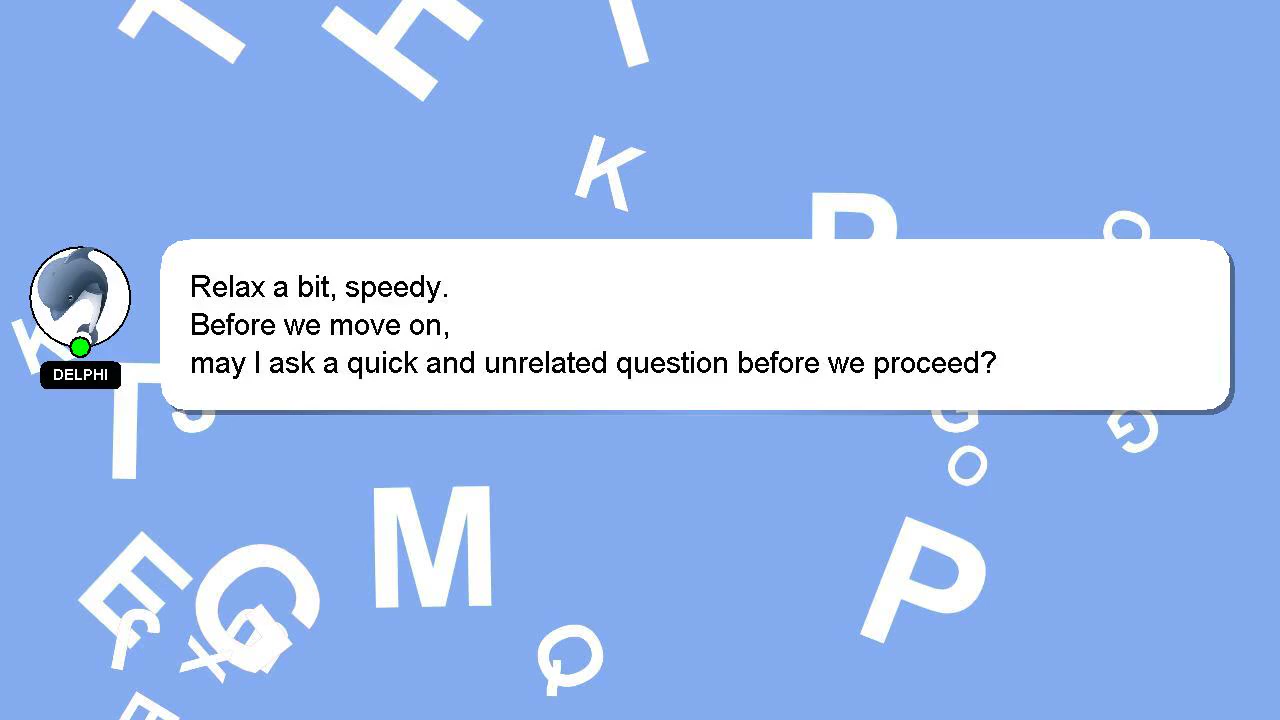 T
H
I
K
P
O
Relax a bit, speedy.
Before we move on,
may I ask a quick and unrelated question before we proceed?
DELPHI
K
T
J
G
G
O
M
P
E
G
J
X
Q
E